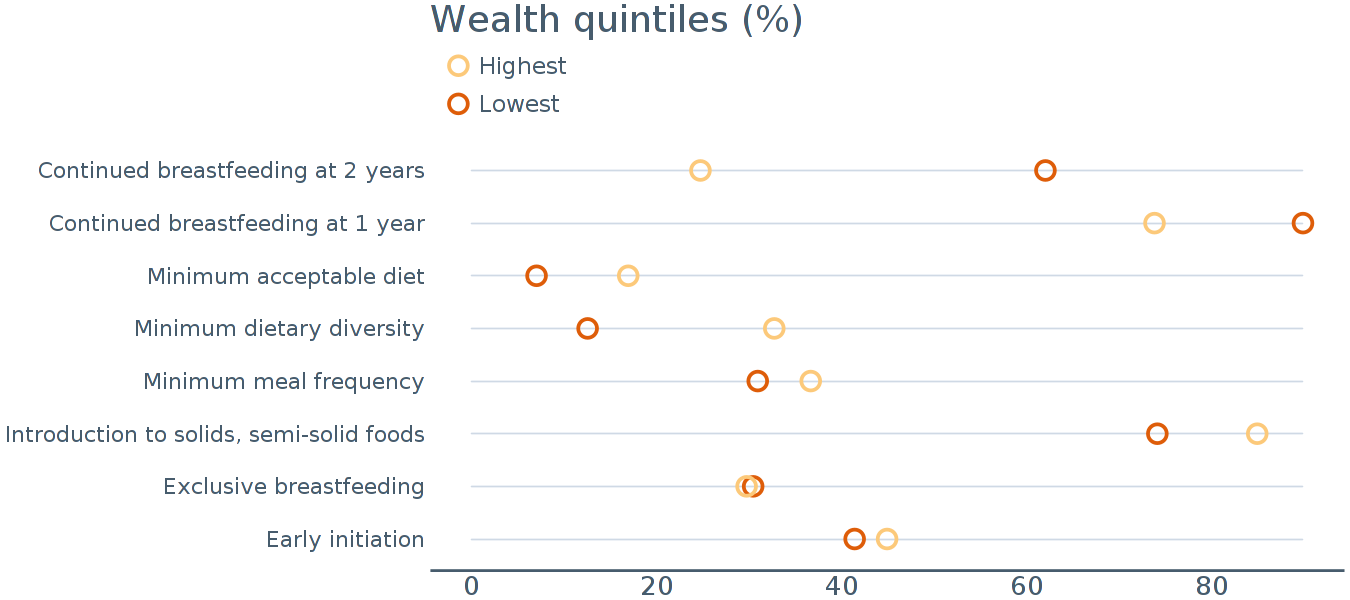 Wealth quintiles (%)
Highest
Lowest
Continued breastfeeding at 2 years
Continued breastfeeding at 1 year
Minimum acceptable diet
Minimum dietary diversity
Minimum meal frequency
Introduction to solids, semi-solid foods
Exclusive breastfeeding
Early initiation
0 20 40 60 80